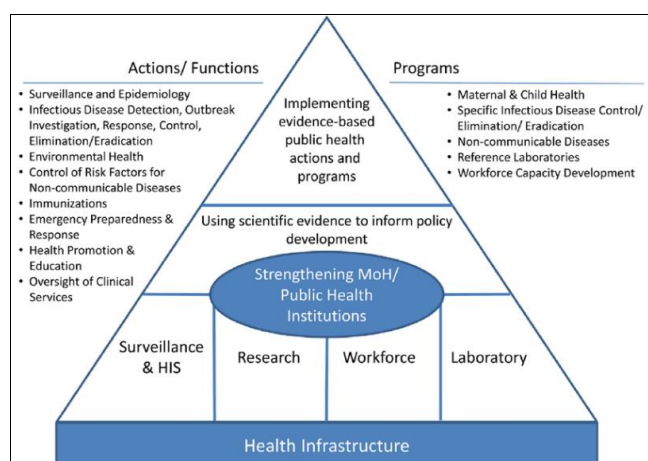 Actions/ Functions
• Surveillance and Epidemiology
• Infectious Disease Detection, Outbreak
Investigation, Response, Control,
Elimination/Eradication
• Environmental Health
• Control of Risk Factors for
Non-communicable Diseases
• Immunizations
• Emergency Preparedness &
Response
• Health Promotion &
Education
• Oversight of Clinical
Services
Programs
• Maternal & Child Health
• Specific Infectious Disease Control/
Elimination/ Eradication
• Non-communicable Diseases
• Reference Laboratories
• Workforce Capacity Development
Implementing
evidence-based
public health
actions and
programs
Using scientific evidence to inform policy
development
Strengthening MoH/
Public Health
Institutions
Surveillance
& HIS
Research
Workforce
Laboratory
Health Infrastructure